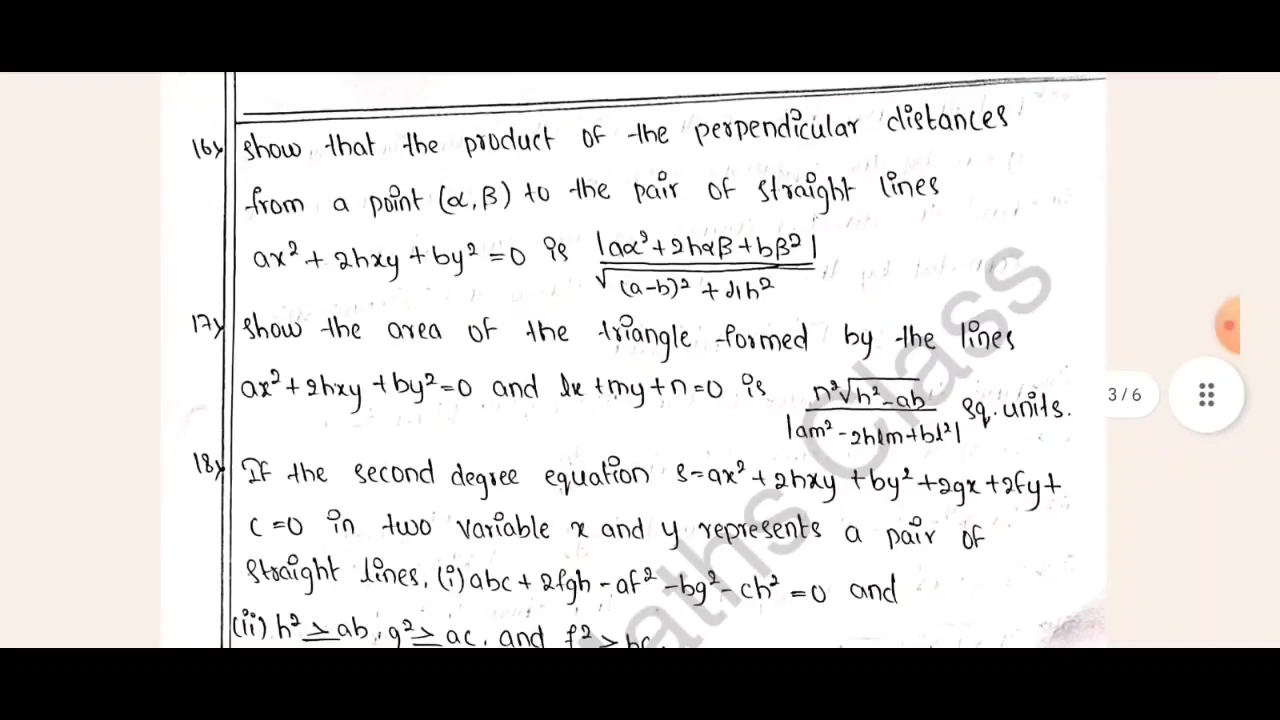 16) show that the product of the perpendicular distances
from a point (α, β) to the pair of straight lines
ax² + 2hxy + by² = 0 is |aα² + 2hαβ + bβ²| / √(a-b)² + 4h²
17) show the area of the triangle formed by the lines
ax² + 2hxy + by² = 0 and lx + my + n = 0 is n²√h² - ab / |am² - 2hlm + bl²| sq. units.
18) If the second degree equation s = ax² + 2hxy + by² + 2gx + 2fy +
c = 0 in two variable x and y represents a pair of
straight lines. (i) abc + 2fgh - af² - bg² - ch² = 0 and
(ii) h² ≥ ab, g² ≥ ac, and f² ≥ bc.
3 / 6
Maths Class